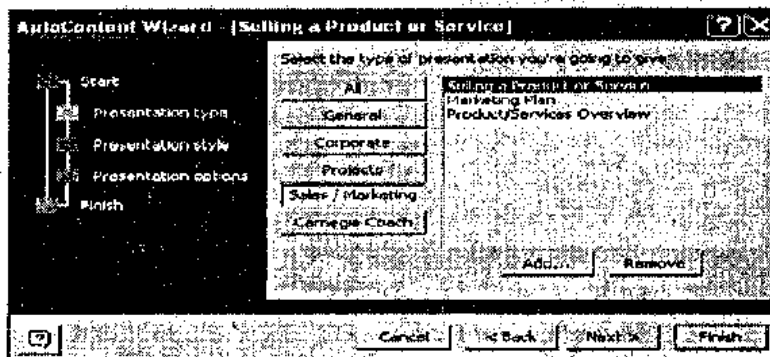 AutoContent Wizard - [Selling a Product or Service]
Select the type of presentation you're going to give
Start
Presentation type
Presentation style
Presentation options
Finish
All
General
Corporate
Projects
Sales / Marketing
Carnegie Coach
Selling a Product or Service
Marketing Plan
Product/Services Overview
Add...
Remove
Cancel
< Back
Next >
Finish